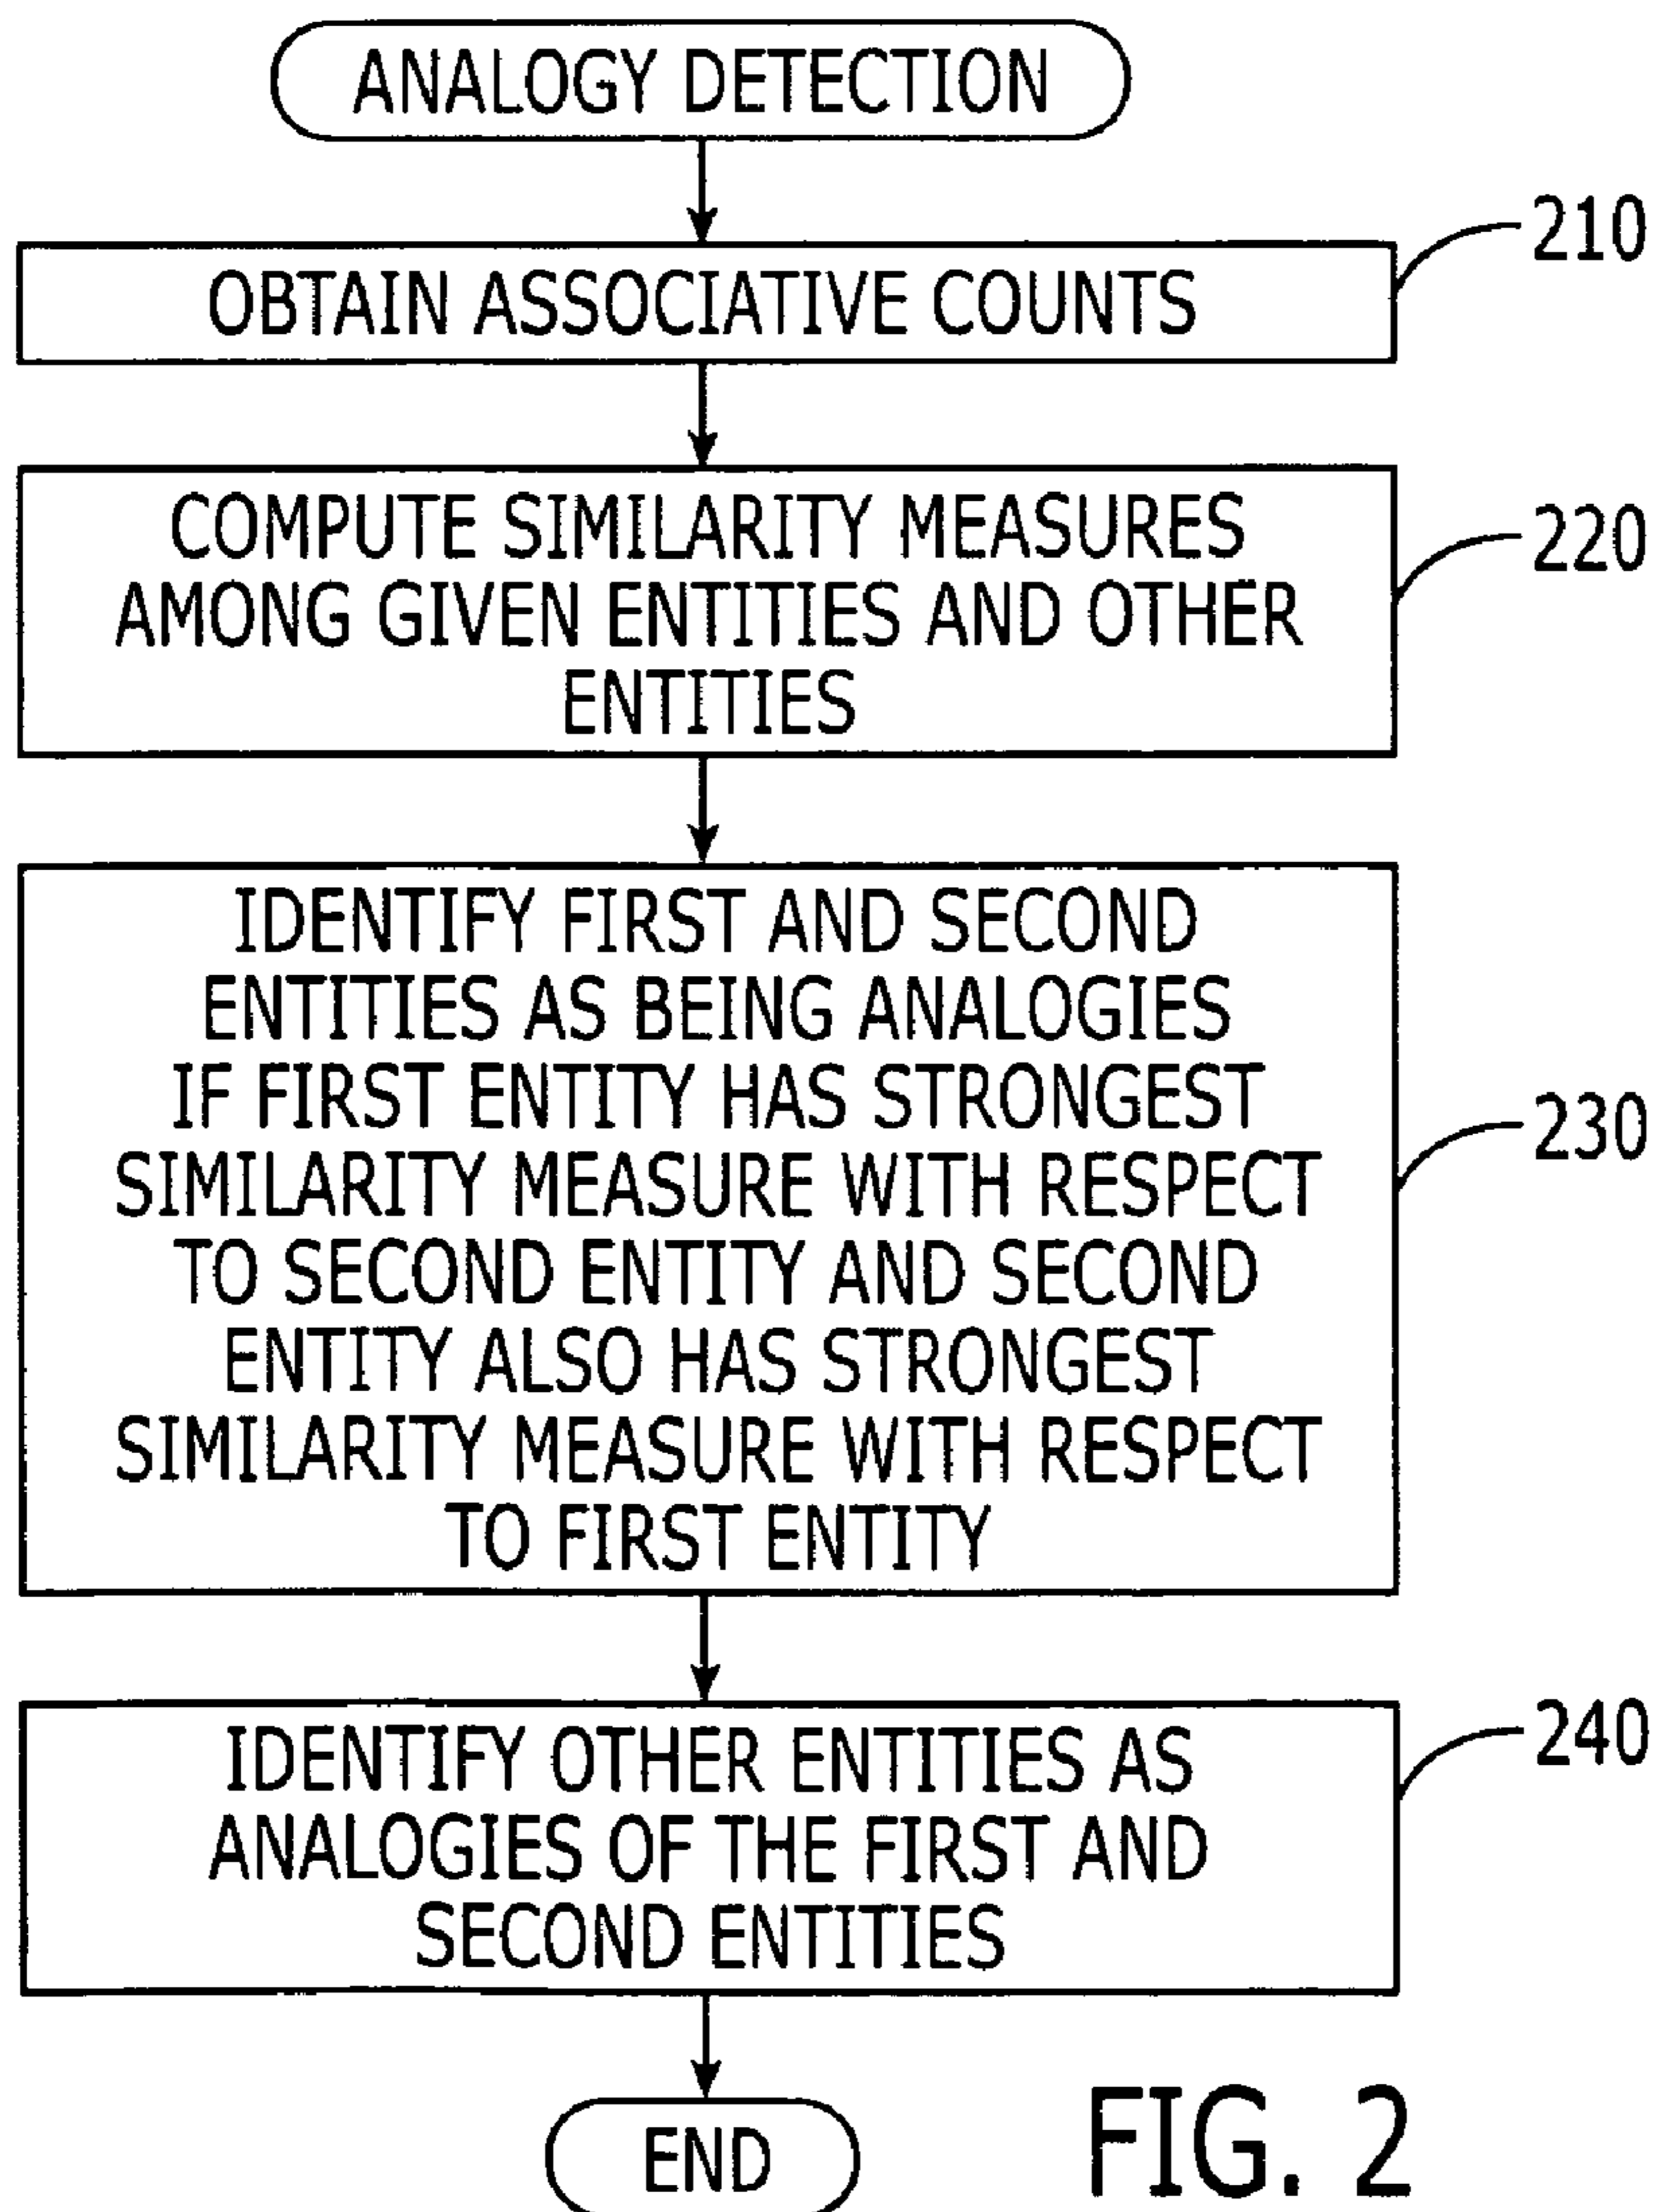 ANALOGY DETECTION
210
OBTAIN ASSOCIATIVE COUNTS
220
COMPUTE SIMILARITY MEASURES
AMONG GIVEN ENTITIES AND OTHER
ENTITIES
230
IDENTIFY FIRST AND SECOND
ENTITIES AS BEING ANALOGIES
IF FIRST ENTITY HAS STRONGEST
SIMILARITY MEASURE WITH RESPECT
TO SECOND ENTITY AND SECOND
ENTITY ALSO HAS STRONGEST
SIMILARITY MEASURE WITH RESPECT
TO FIRST ENTITY
240
IDENTIFY OTHER ENTITIES AS
ANALOGIES OF THE FIRST AND
SECOND ENTITIES
END
FIG. 2